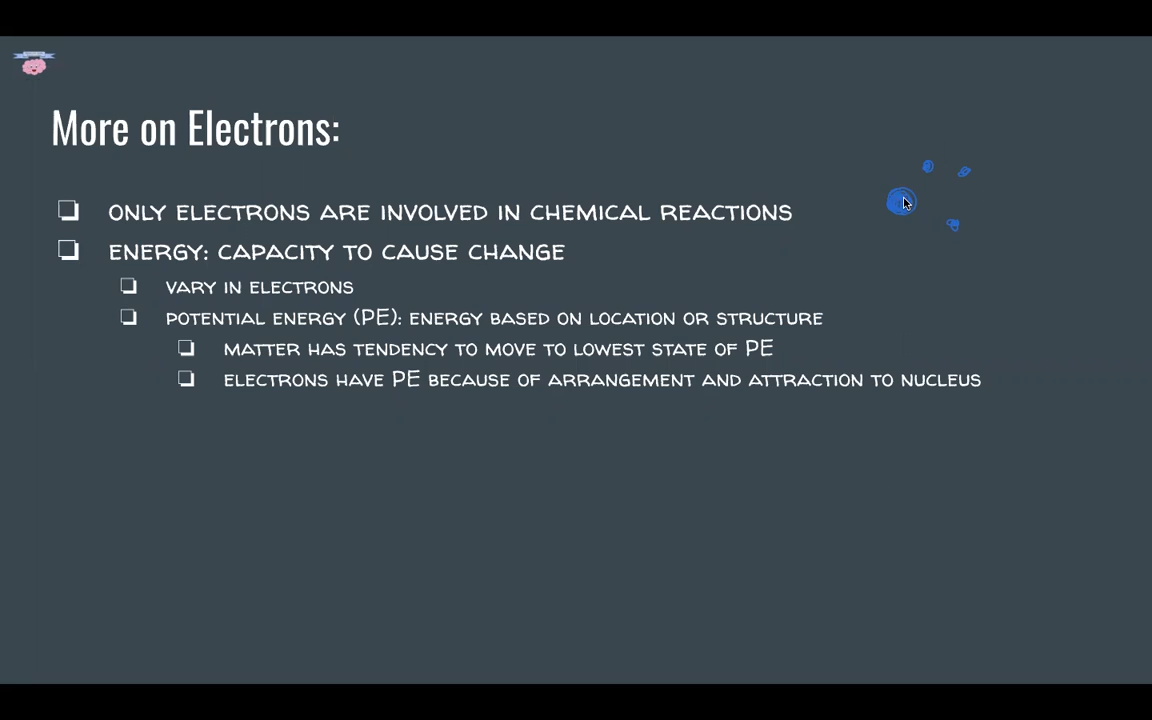 More on Electrons:
ONLY ELECTRONS ARE INVOLVED IN CHEMICAL REACTIONS
ENERGY: CAPACITY TO CAUSE CHANGE
VARY IN ELECTRONS
POTENTIAL ENERGY (PE): ENERGY BASED ON LOCATION OR STRUCTURE
MATTER HAS TENDENCY TO MOVE TO LOWEST STATE OF PE
ELECTRONS HAVE PE BECAUSE OF ARRANGEMENT AND ATTRACTION TO NUCLEUS